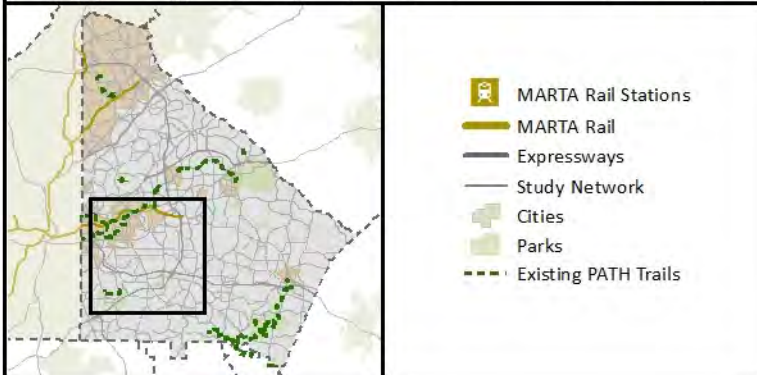 MARTA Rail Stations
MARTA Rail
Expressways
Study Network
Cities
Parks
Existing PATH Trails